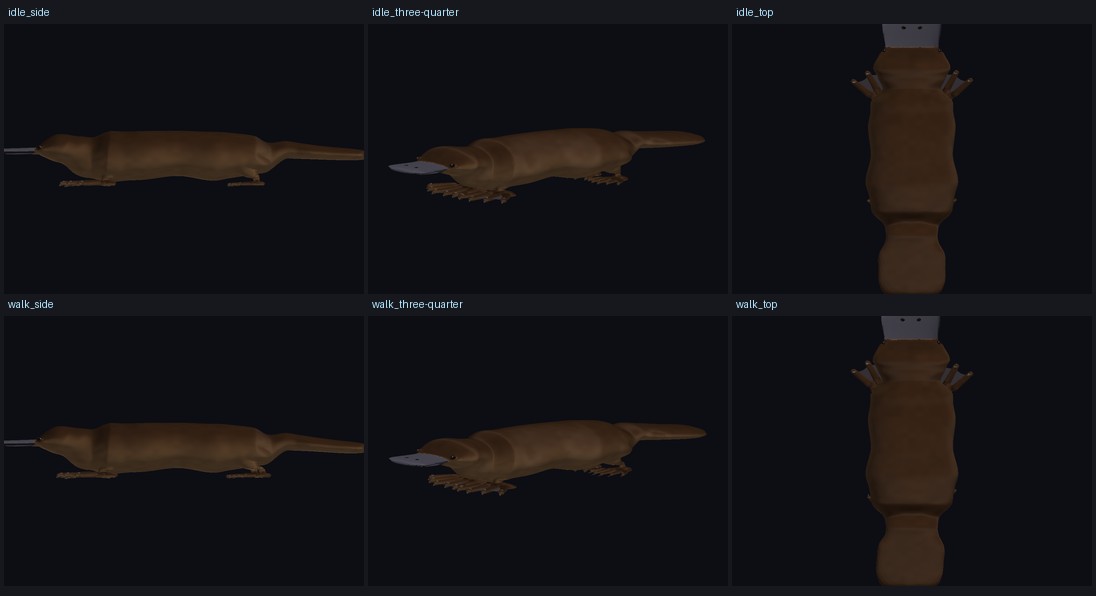 idle_side
idle_three-quarter
idle_top
walk_side
walk_three-quarter
walk_top